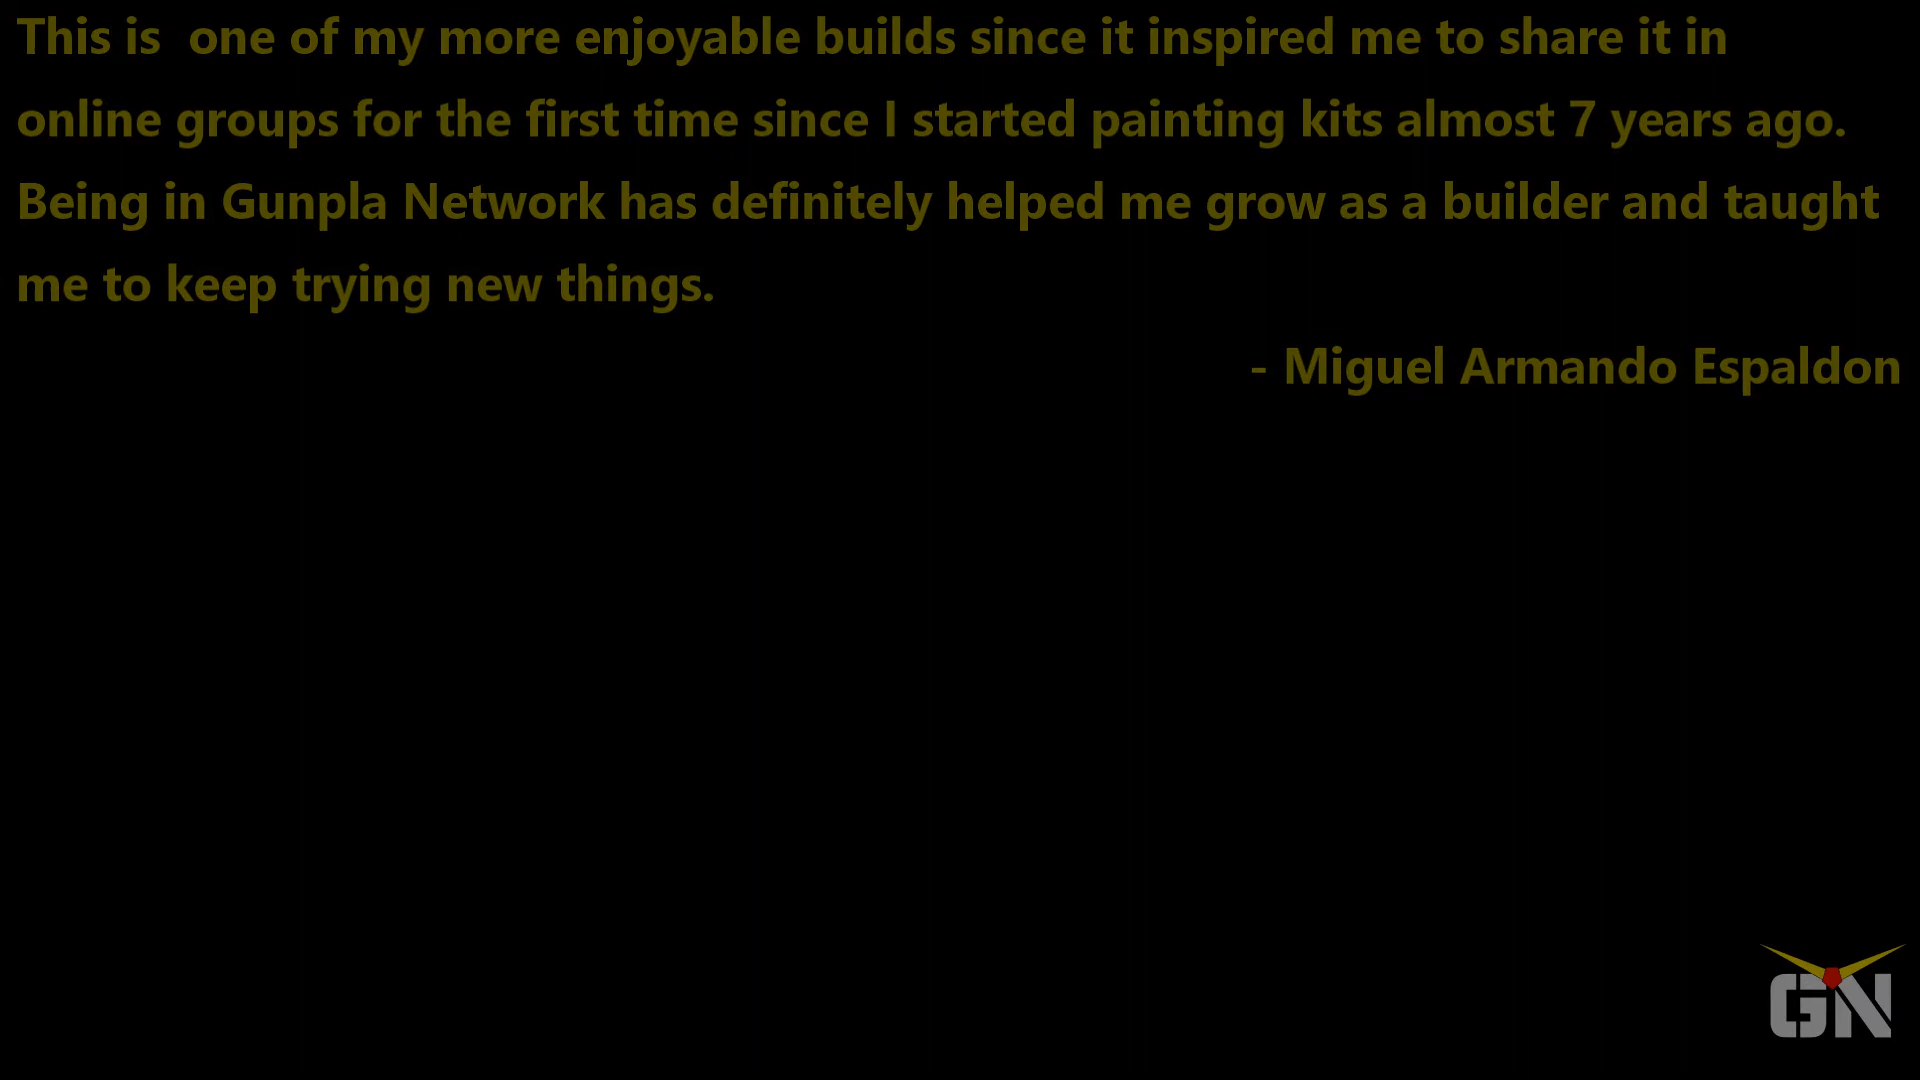 This is  one of my more enjoyable builds since it inspired me to share it in
online groups for the first time since I started painting kits almost 7 years ago.
Being in Gunpla Network has definitely helped me grow as a builder and taught
me to keep trying new things.
- Miguel Armando Espaldon
GN